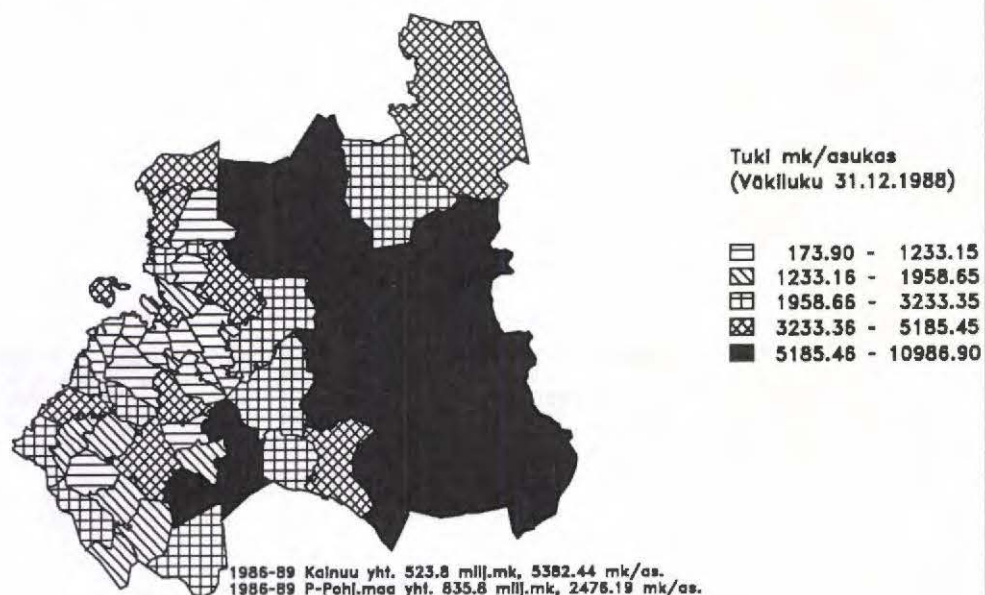 Tuki mk/asukas
(Väkiluku 31.12.1988)
173.90 - 1233.15
1233.16 - 1958.65
1958.66 - 3233.35
3233.36 - 5185.45
5185.46 - 10986.90
1986-89 Kainuu yht. 523.8 milj.mk, 5382.44 mk/as.
1986-89 P-Pohj.maa yht. 835.8 milj.mk, 2476.19 mk/as.